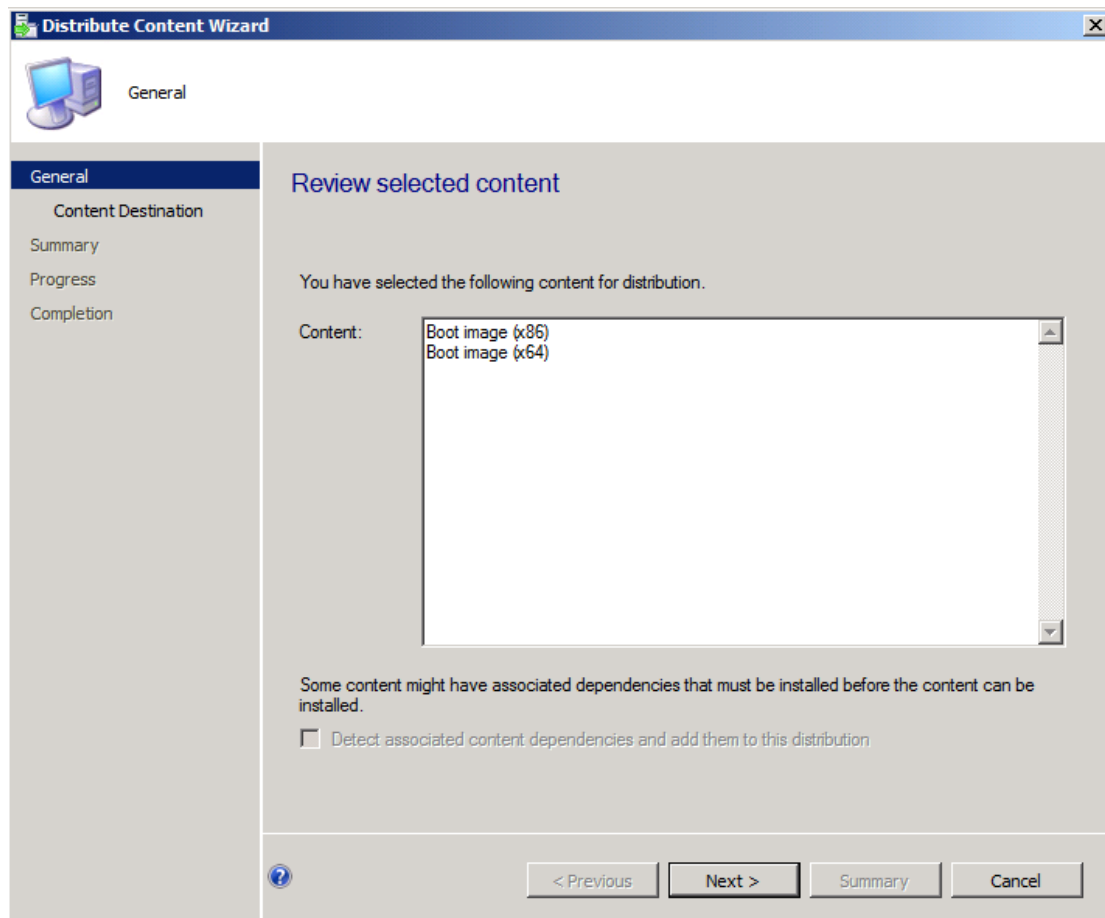 Distribute Content Wizard
General
General
Content Destination
Summary
Progress
Completion
Review selected content
You have selected the following content for distribution.
Content:
Boot image (x86)
Boot image (x64)
Some content might have associated dependencies that must be installed before the content can be
installed.
Detect associated content dependencies and add them to this distribution
< Previous
Next >
Summary
Cancel